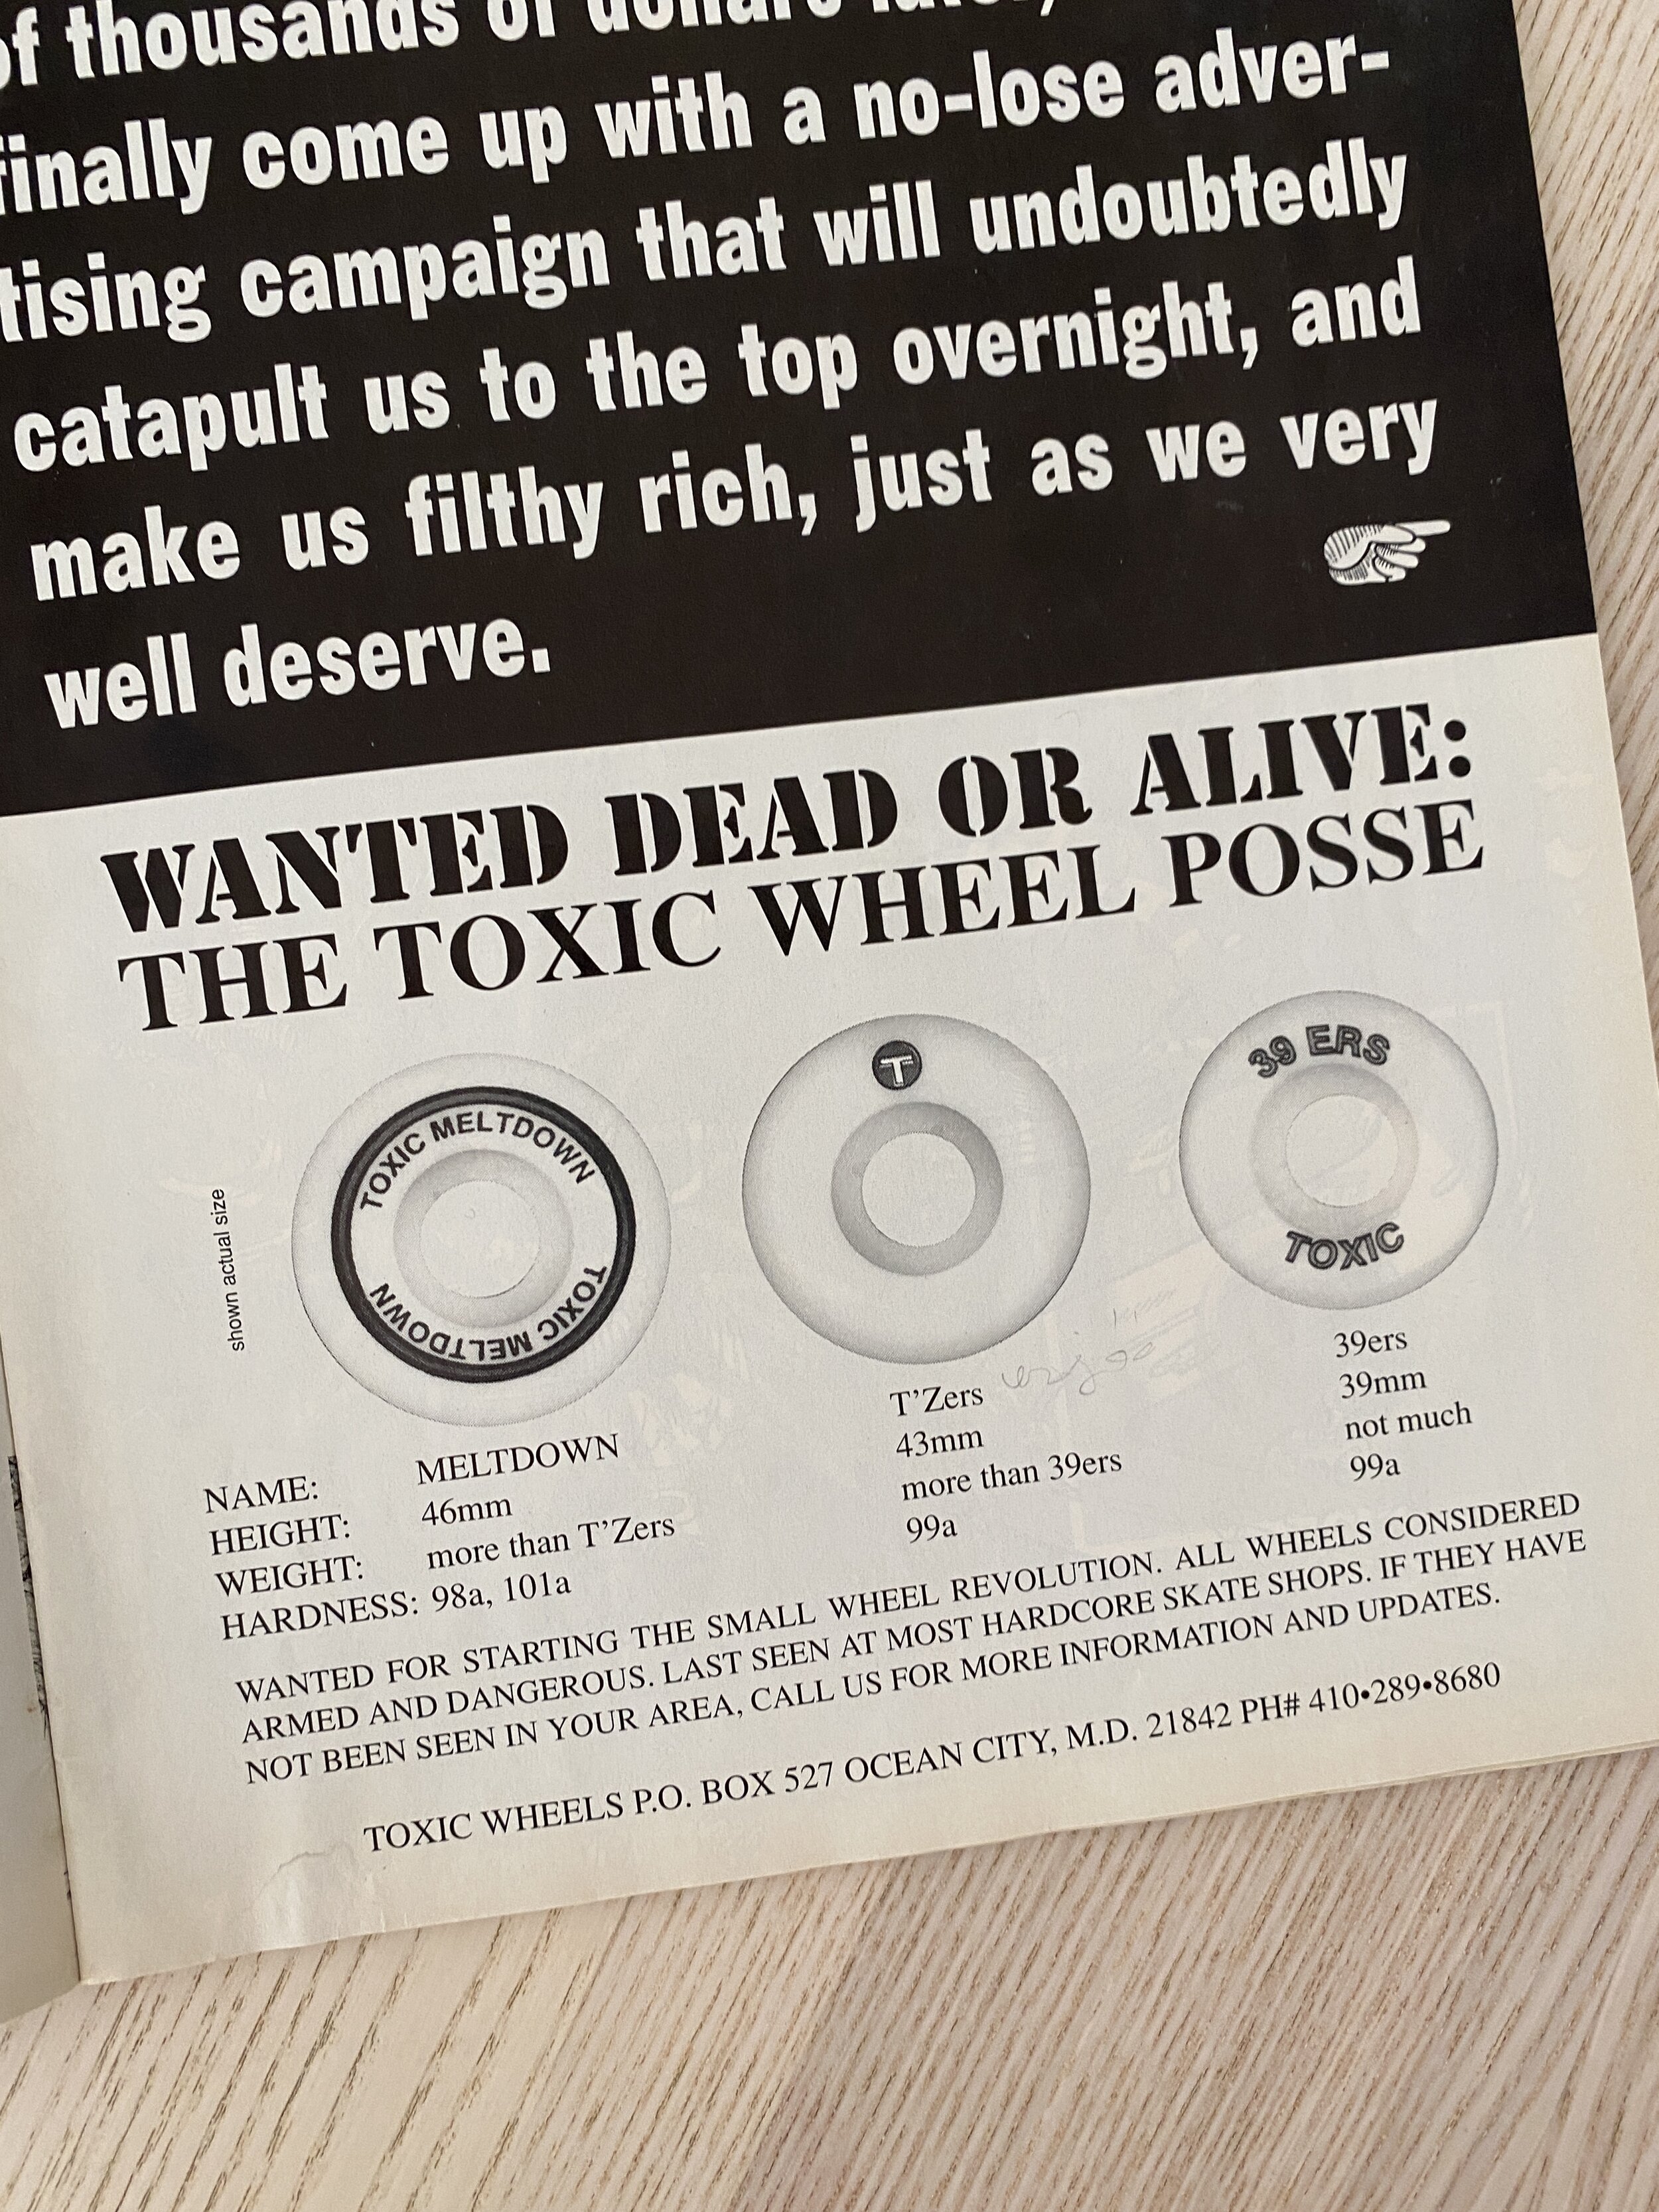 of thousands of dollars later,
finally come up with a no-lose adver-
tising campaign that will undoubtedly
catapult us to the top overnight, and
make us filthy rich, just as we very
well deserve.
WANTED DEAD OR ALIVE:
THE TOXIC WHEEL POSSE
shown actual size
TOXIC MELTDOWN
TOXIC MELTDOWN
T
39 ERS
TOXIC
NAME: MELTDOWN T'Zers 39ers
HEIGHT: 46mm 43mm 39mm
WEIGHT: more than T'Zers more than 39ers not much
HARDNESS: 98a, 101a 99a 99a
WANTED FOR STARTING THE SMALL WHEEL REVOLUTION. ALL WHEELS CONSIDERED
ARMED AND DANGEROUS. LAST SEEN AT MOST HARDCORE SKATE SHOPS. IF THEY HAVE
NOT BEEN SEEN IN YOUR AREA, CALL US FOR MORE INFORMATION AND UPDATES.
TOXIC WHEELS P.O. BOX 527 OCEAN CITY, M.D. 21842 PH# 410•289•8680